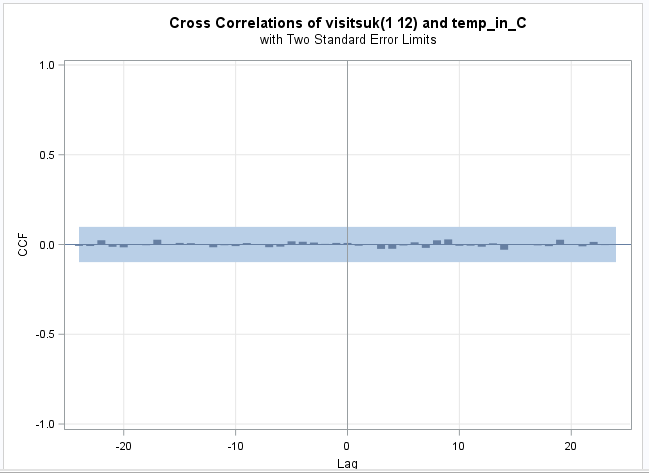 Cross Correlations of visitsuk(1 12) and temp_in_C
with Two Standard Error Limits
1.0
0.5
0.0
-0.5
-1.0
CCF
-20
-10
0
10
20
Lag